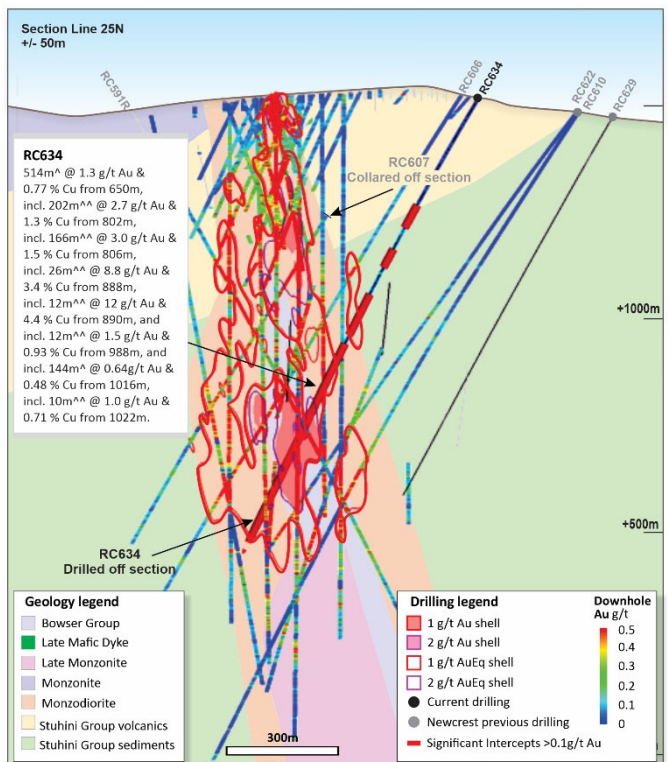 Section Line 25N
+/- 50m
RC591R
RC606
RC634
RC622
RC610
RC629
RC607
Collared off section
RC634
514m^ @ 1.3 g/t Au &
0.77 % Cu from 650m,
incl. 202m^^ @ 2.7 g/t Au &
1.3 % Cu from 802m,
incl. 166m^^ @ 3.0 g/t Au &
1.5 % Cu from 806m,
incl. 26m^^ @ 8.8 g/t Au &
3.4 % Cu from 888m,
incl. 12m^^ @ 12 g/t Au &
4.4 % Cu from 890m, and
incl. 12m^^ @ 1.5 g/t Au &
0.93 % Cu from 988m, and
incl. 144m^ @ 0.64g/t Au &
0.48 % Cu from 1016m,
incl. 10m^^ @ 1.0 g/t Au &
0.71 % Cu from 1022m.
+1000m
+500m
RC634
Drilled off section
Geology legend
Bowser Group
Late Mafic Dyke
Late Monzonite
Monzonite
Monzodiorite
Stuhini Group volcanics
Stuhini Group sediments
300m
Drilling legend
1 g/t Au shell
2 g/t Au shell
1 g/t AuEq shell
2 g/t AuEq shell
Current drilling
Newcrest previous drilling
Significant Intercepts >0.1g/t Au
Downhole
Au g/t
0.5
0.4
0.3
0.2
0.1
0